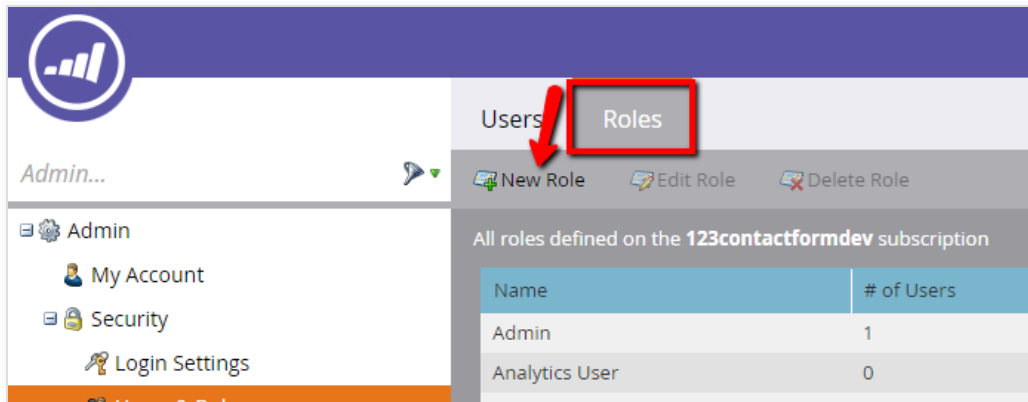 Users Roles
Admin...
New Role Edit Role Delete Role
Admin
All roles defined on the 123contactformdev subscription
My Account
Name # of Users
Security
Admin 1
Login Settings
Analytics User 0